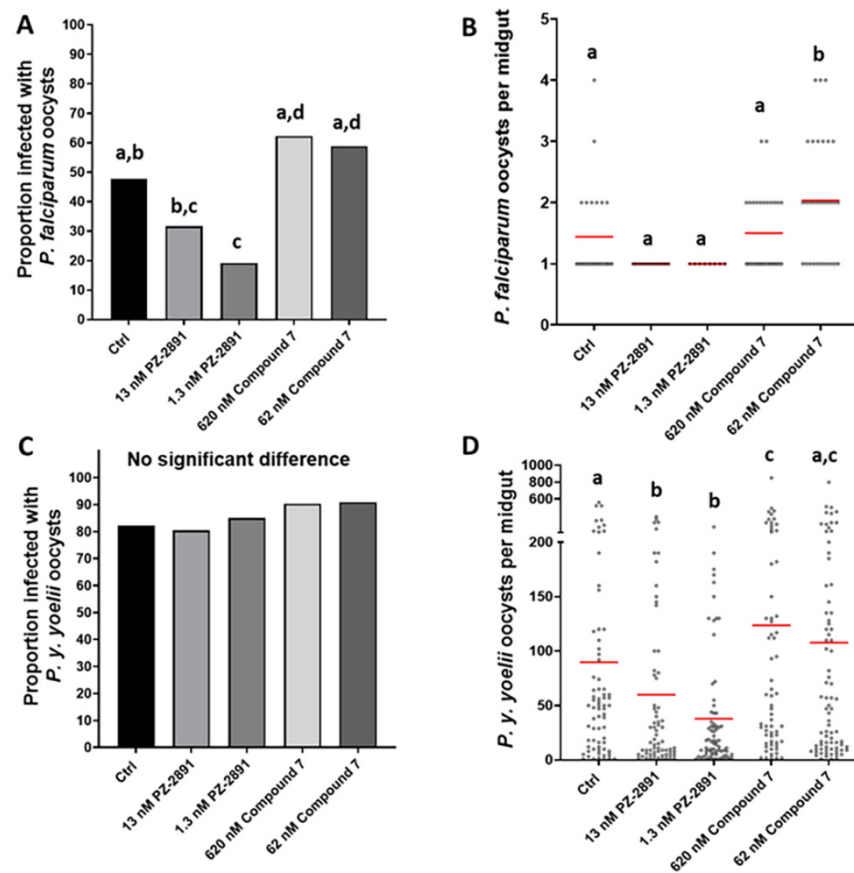 A
Proportion infected with
P. falciparum oocysts
100
90
80
70
60
50
40
30
20
10
0
a,b
b,c
c
a,d
a,d
Ctrl
13 nM PZ-2891
1.3 nM PZ-2891
620 nM Compound 7
62 nM Compound 7
B
P. falciparum oocysts per midgut
5
4
3
2
1
0
a
a
a
a
b
Ctrl
13 nM PZ-2891
1.3 nM PZ-2891
620 nM Compound 7
62 nM Compound 7
C
No significant difference
Proportion infected with
P. y. yoelii oocysts
100
90
80
70
60
50
40
30
20
10
0
Ctrl
13 nM PZ-2891
1.3 nM PZ-2891
620 nM Compound 7
62 nM Compound 7
D
P. y. yoelii oocysts per midgut
1000
800
600
200
150
100
50
0
a
b
b
c
a,c
Ctrl
13 nM PZ-2891
1.3 nM PZ-2891
620 nM Compound 7
62 nM Compound 7